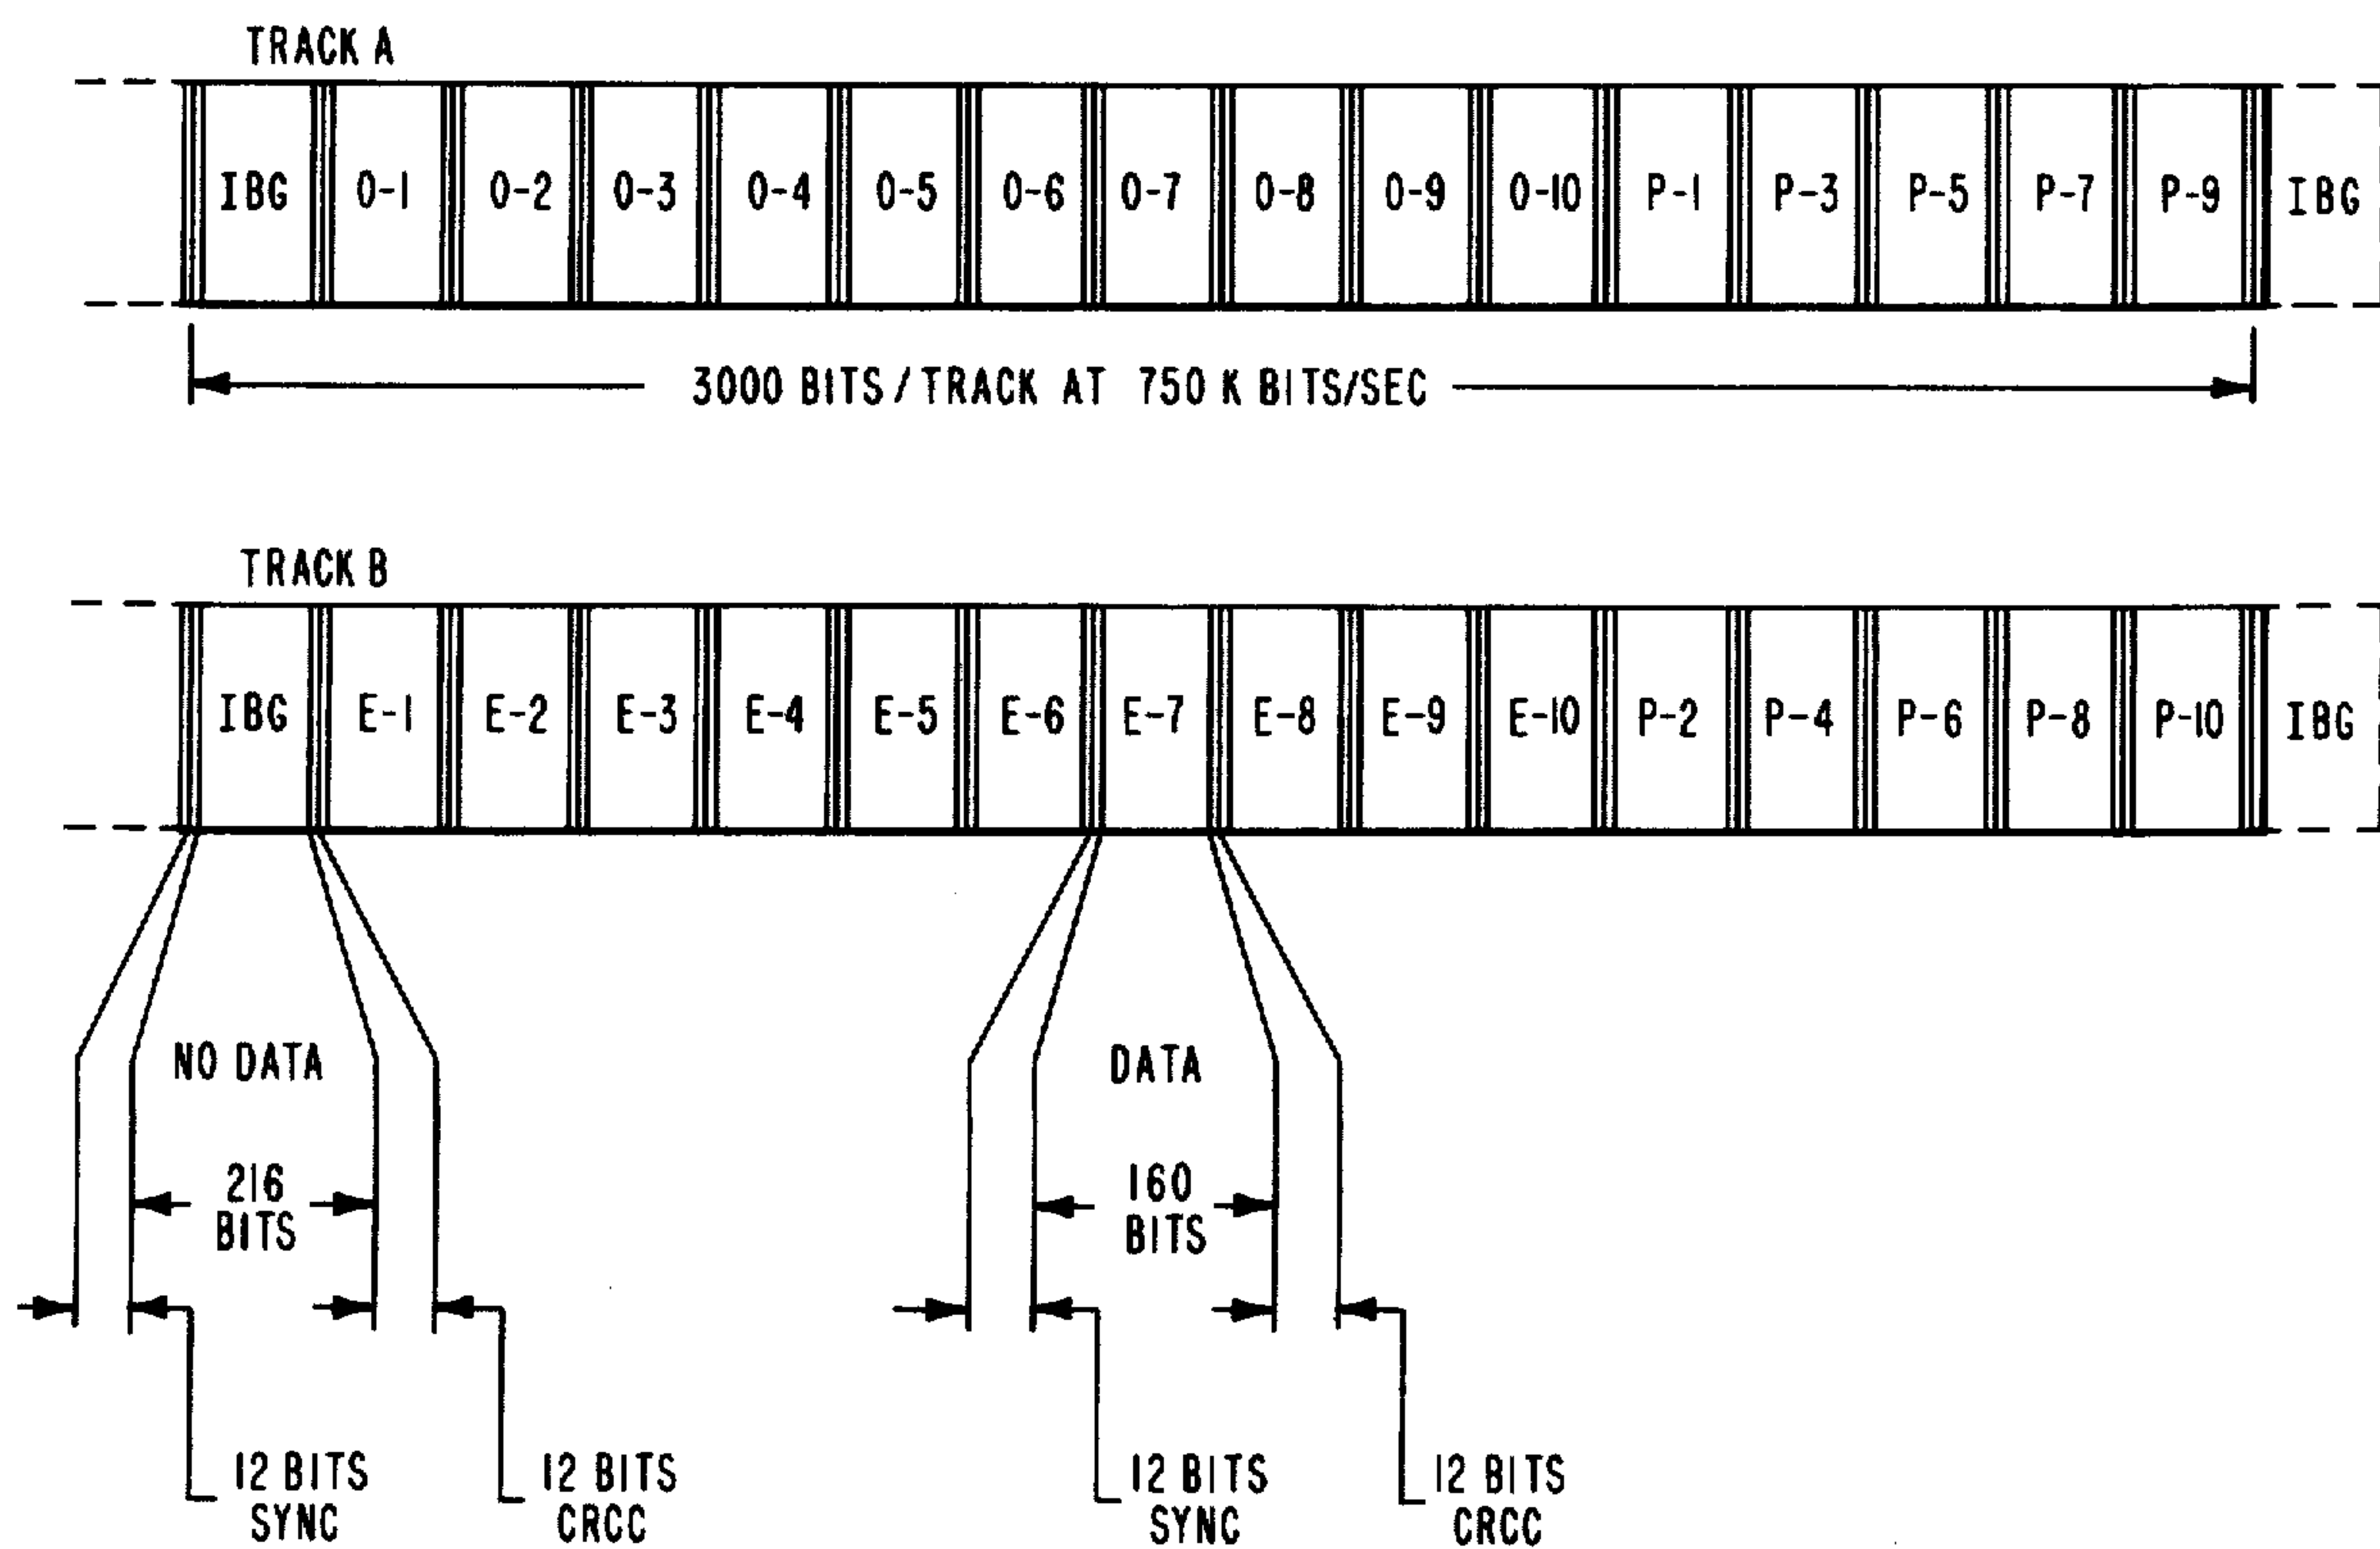 TRACK A
IBG 0-1 0-2 0-3 0-4 0-5 0-6 0-7 0-8 0-9 0-10 P-1 P-3 P-5 P-7 P-9 IBG
3000 BITS/TRACK AT 750 K BITS/SEC
TRACK B
IBG E-1 E-2 E-3 E-4 E-5 E-6 E-7 E-8 E-9 E-10 P-2 P-4 P-6 P-8 P-10 IBG
NO DATA DATA
216 160
BITS BITS
12 BITS 12 BITS 12 BITS 12 BITS
SYNC CRCC SYNC CRCC